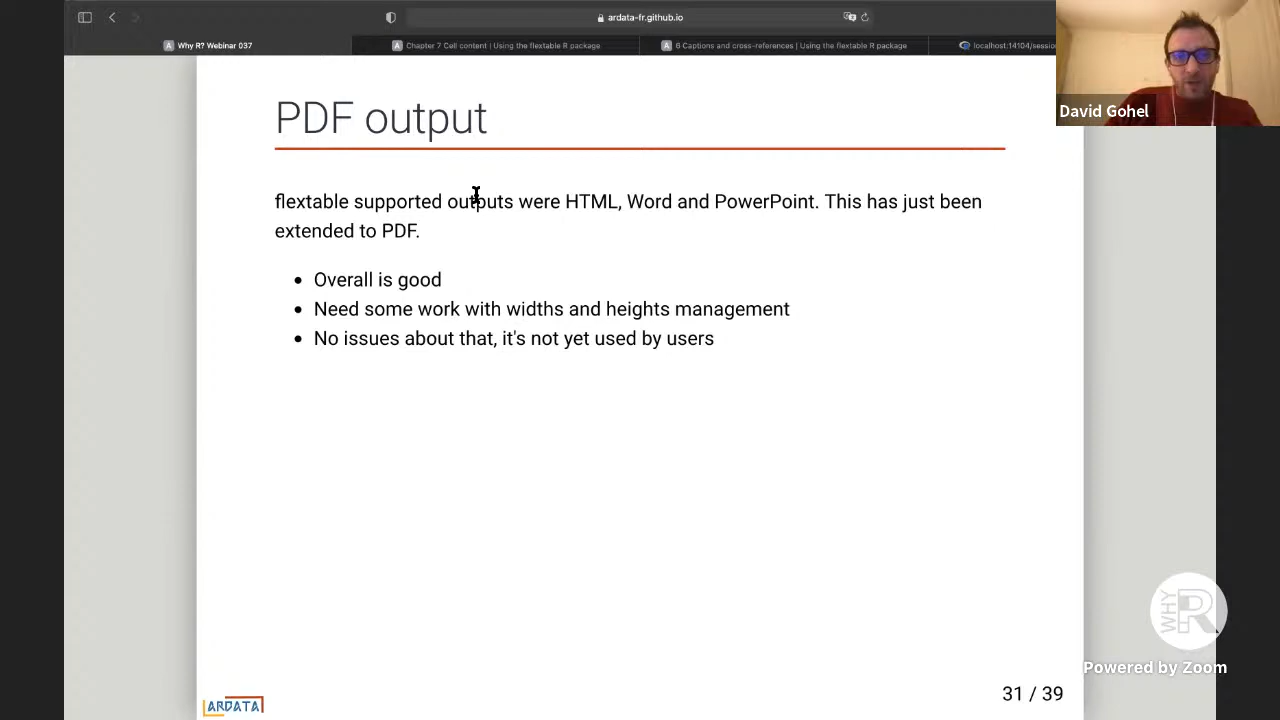 ardata-fr.github.io
Why R? Webinar 037
Chapter 7 Cell content | Using the flextable R package
6 Captions and cross-references | Using the flextable R package
localhost:14104/session
David Gohel
PDF output
flextable supported outputs were HTML, Word and PowerPoint. This has just been
extended to PDF.
• Overall is good
• Need some work with widths and heights management
• No issues about that, it's not yet used by users
WHY R
Powered by Zoom
31 / 39
ARDATA